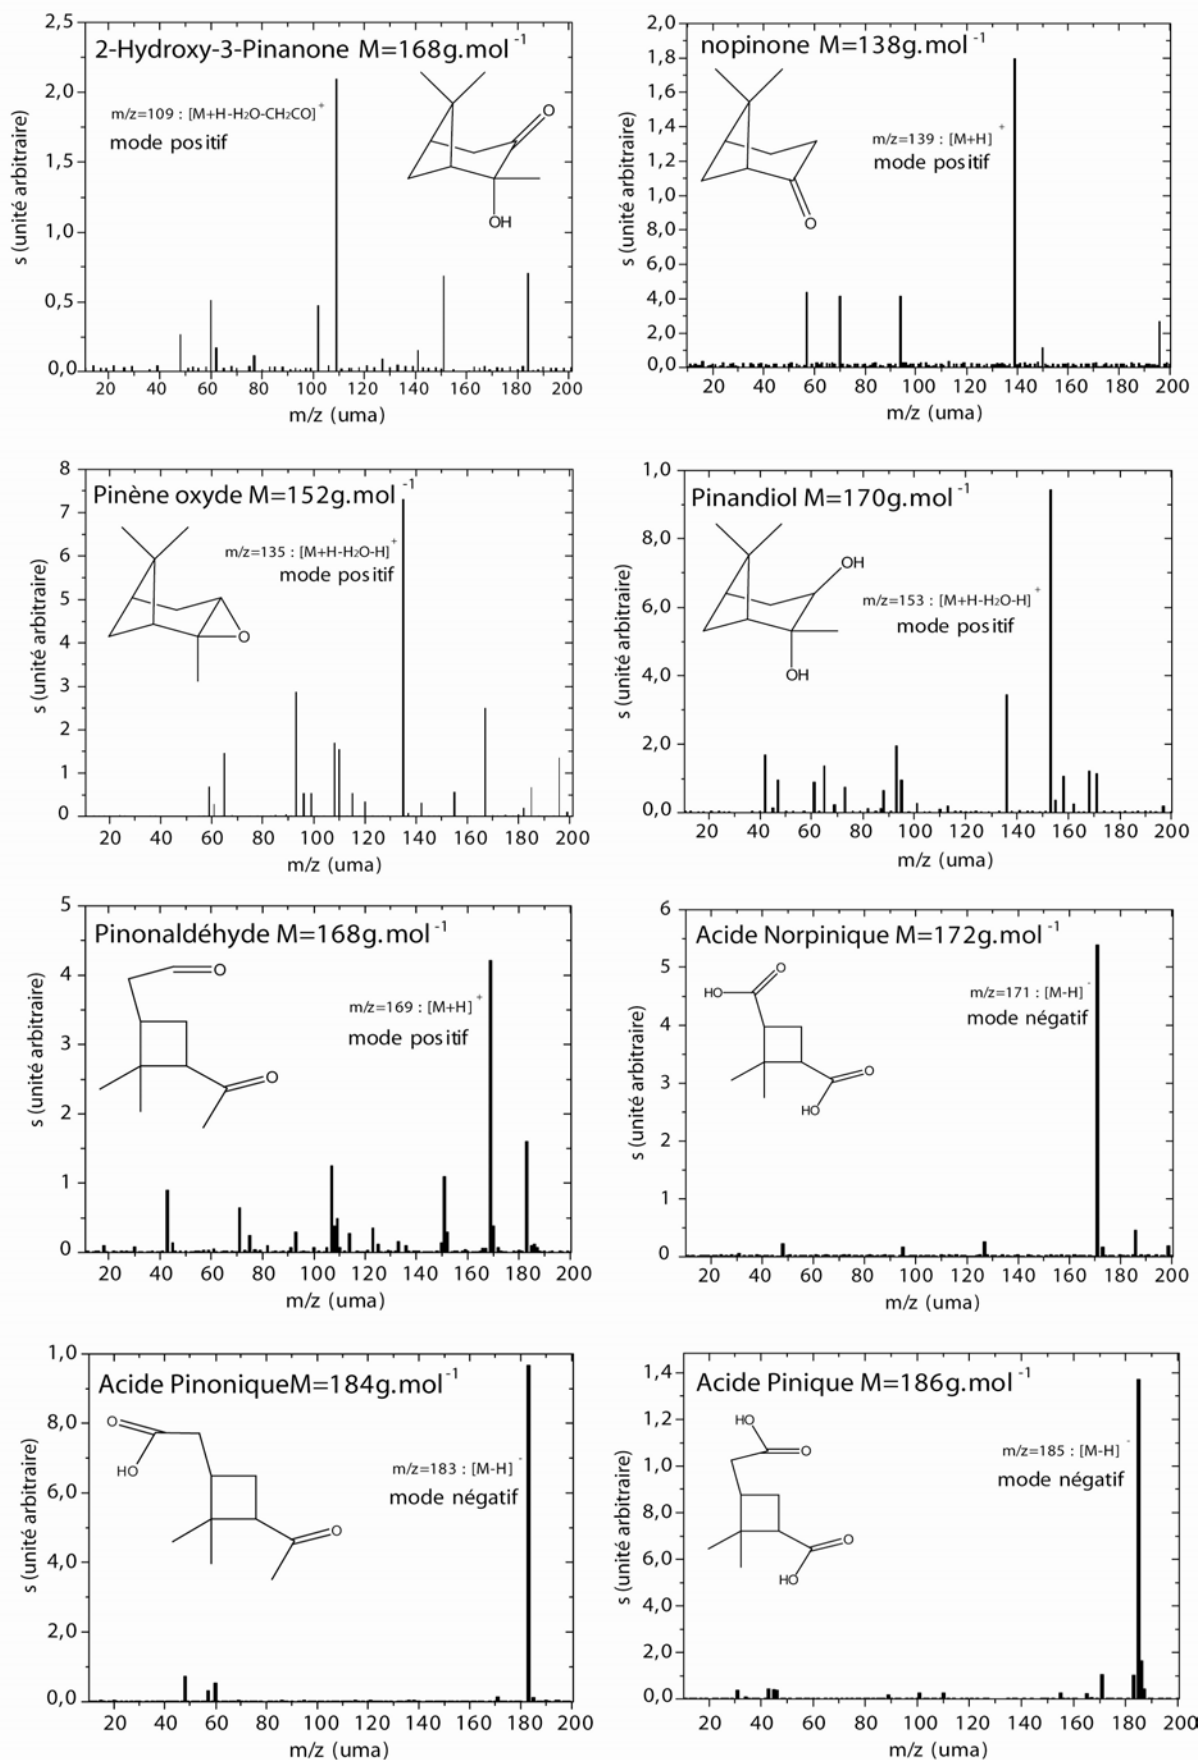 2-Hydroxy-3-Pinanone M=168g.mol-1
m/z=109 : [M+H-H2O-CH2CO]+
mode positif
O
OH
s (unité arbitraire)
2,5
2,0
1,5
1,0
0,5
0,0
20 40 60 80 100 120 140 160 180 200
m/z (uma)
nopinone M=138g.mol-1
m/z=139 : [M+H]+
mode positif
O
s (unité arbitraire)
2,0
1,8
1,6
1,4
1,2
1,0
8,0
6,0
4,0
2,0
0,0
20 40 60 80 100 120 140 160 180 200
m/z (uma)
Pinène oxyde M=152g.mol-1
m/z=135 : [M+H-H2O-H]+
mode positif
O
s (unité arbitraire)
8
7
6
5
4
3
2
1
0
20 40 60 80 100 120 140 160 180 200
m/z (uma)
Pinandiol M=170g.mol-1
OH
m/z=153 : [M+H-H2O-H]+
mode positif
OH
s (unité arbitraire)
1,0
8,0
6,0
4,0
2,0
0,0
20 40 60 80 100 120 140 160 180 200
m/z (uma)
Pinonaldéhyde M=168g.mol-1
O
m/z=169 : [M+H]+
mode positif
O
s (unité arbitraire)
5
4
3
2
1
0
20 40 60 80 100 120 140 160 180 200
m/z (uma)
Acide Norpinique M=172g.mol-1
O
HO
m/z=171 : [M-H]-
mode négatif
O
HO
s (unité arbitraire)
6
5
4
3
2
1
0
20 40 60 80 100 120 140 160 180 200
m/z (uma)
Acide PinoniqueM=184g.mol-1
O
HO
m/z=183 : [M-H]-
mode négatif
O
s (unité arbitraire)
1,0
8,0
6,0
4,0
2,0
0,0
20 40 60 80 100 120 140 160 180 200
m/z (uma)
Acide Pinique M=186g.mol-1
HO
O
m/z=185 : [M-H]-
mode négatif
O
HO
s (unité arbitraire)
1,4
1,2
1,0
8,0
6,0
4,0
2,0
0,0
20 40 60 80 100 120 140 160 180 200
m/z (uma)